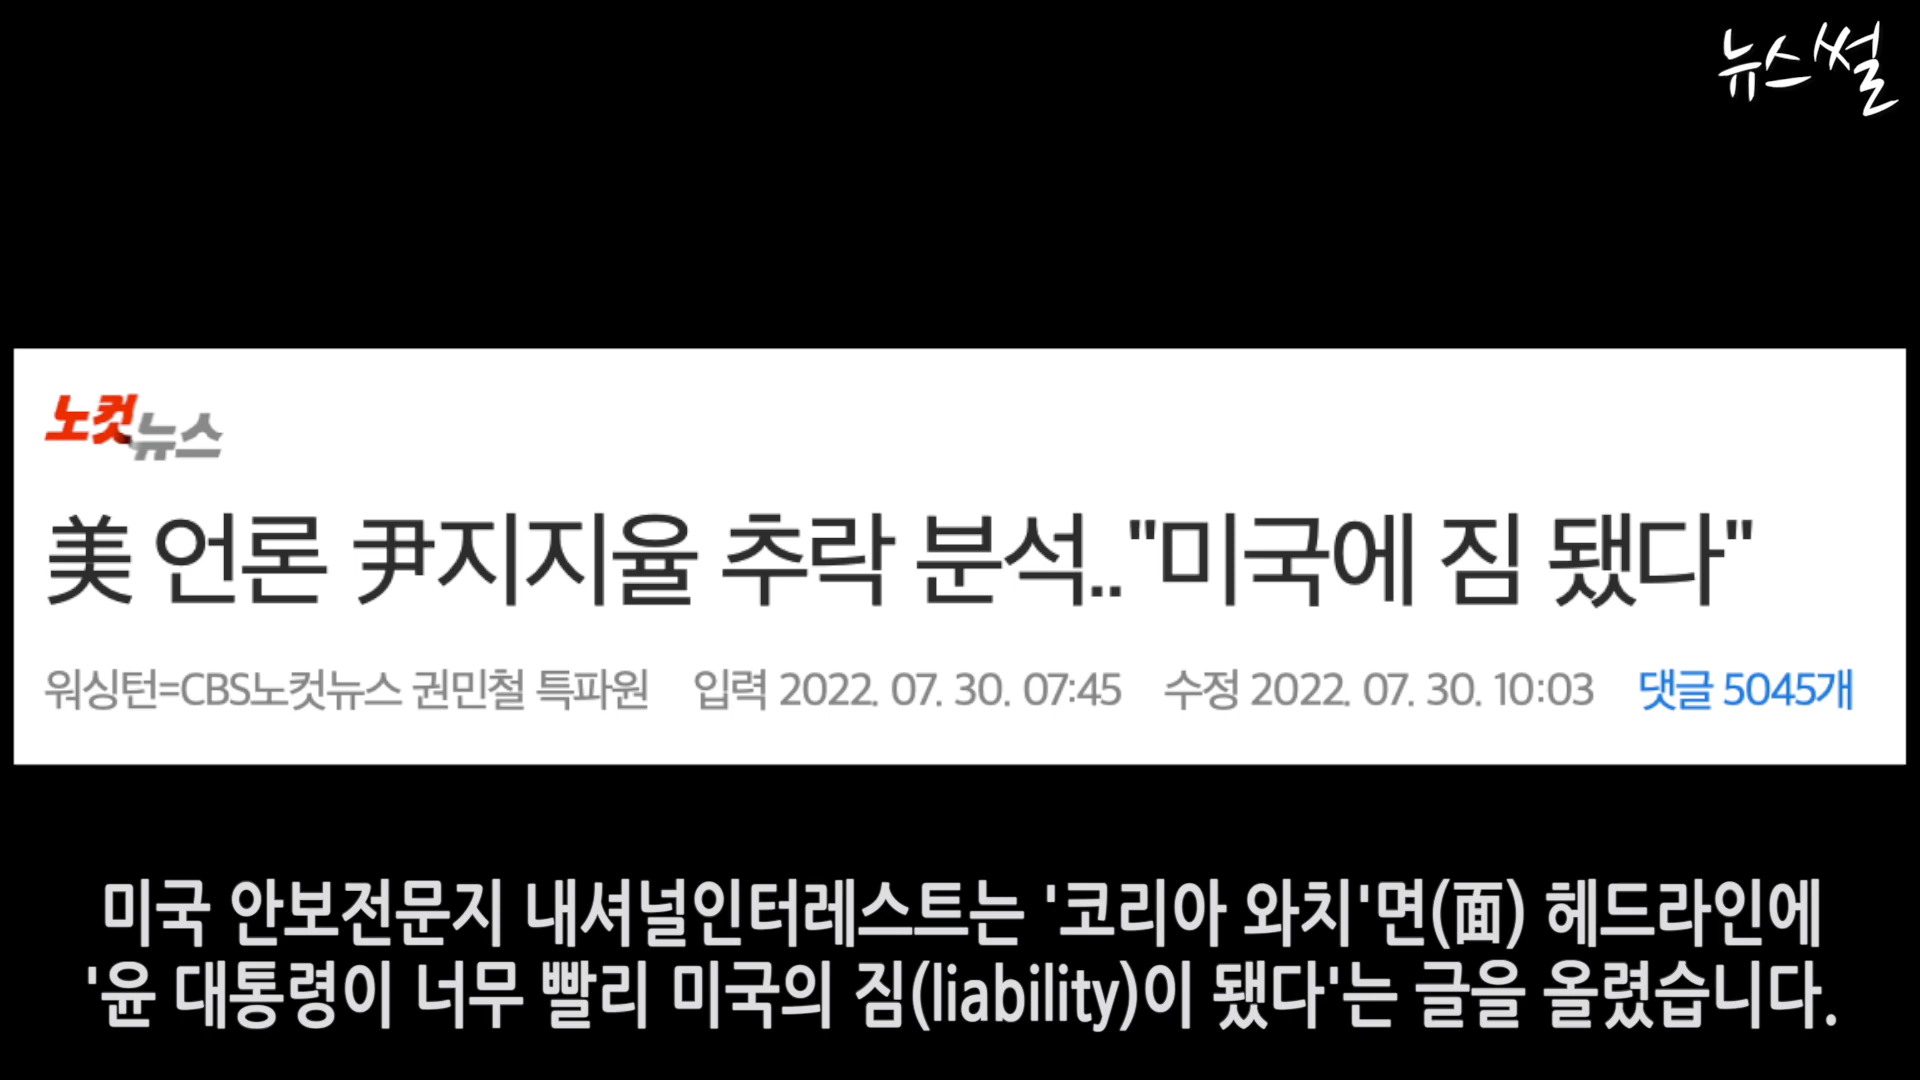 뉴스썰
노컷뉴스
美 언론 尹지지율 추락 분석.."미국에 짐 됐다"
워싱턴=CBS노컷뉴스 권민철 특파원 입력 2022. 07. 30. 07:45 수정 2022. 07. 30. 10:03 댓글 5045개
미국 안보전문지 내셔널인터레스트는 '코리아 와치'면(面) 헤드라인에
'윤 대통령이 너무 빨리 미국의 짐(liability)이 됐다'는 글을 올렸습니다.